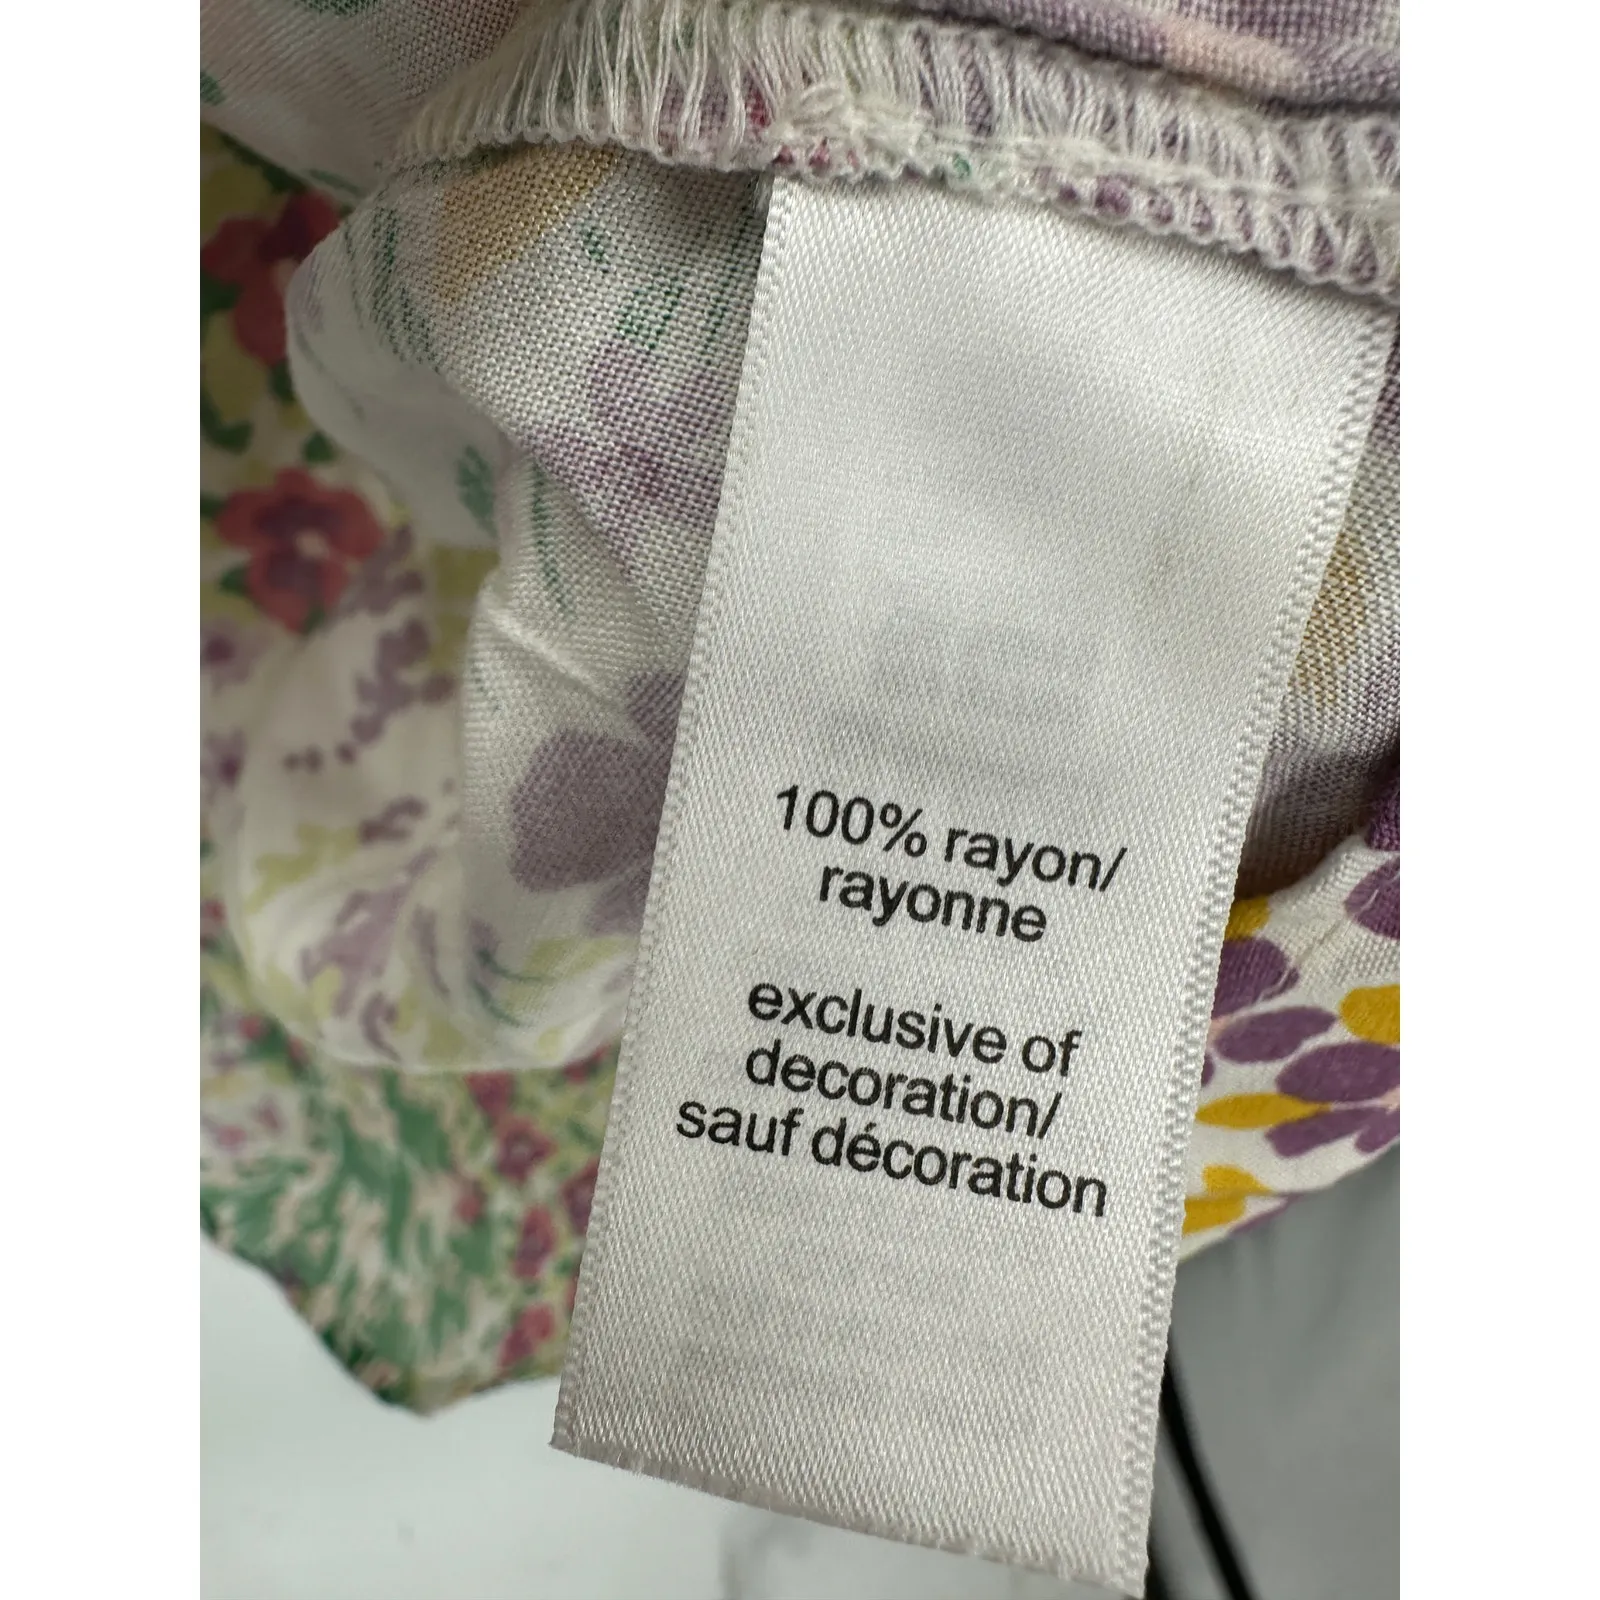 100% rayon/
rayonne
exclusive of
decoration/
sauf décoration